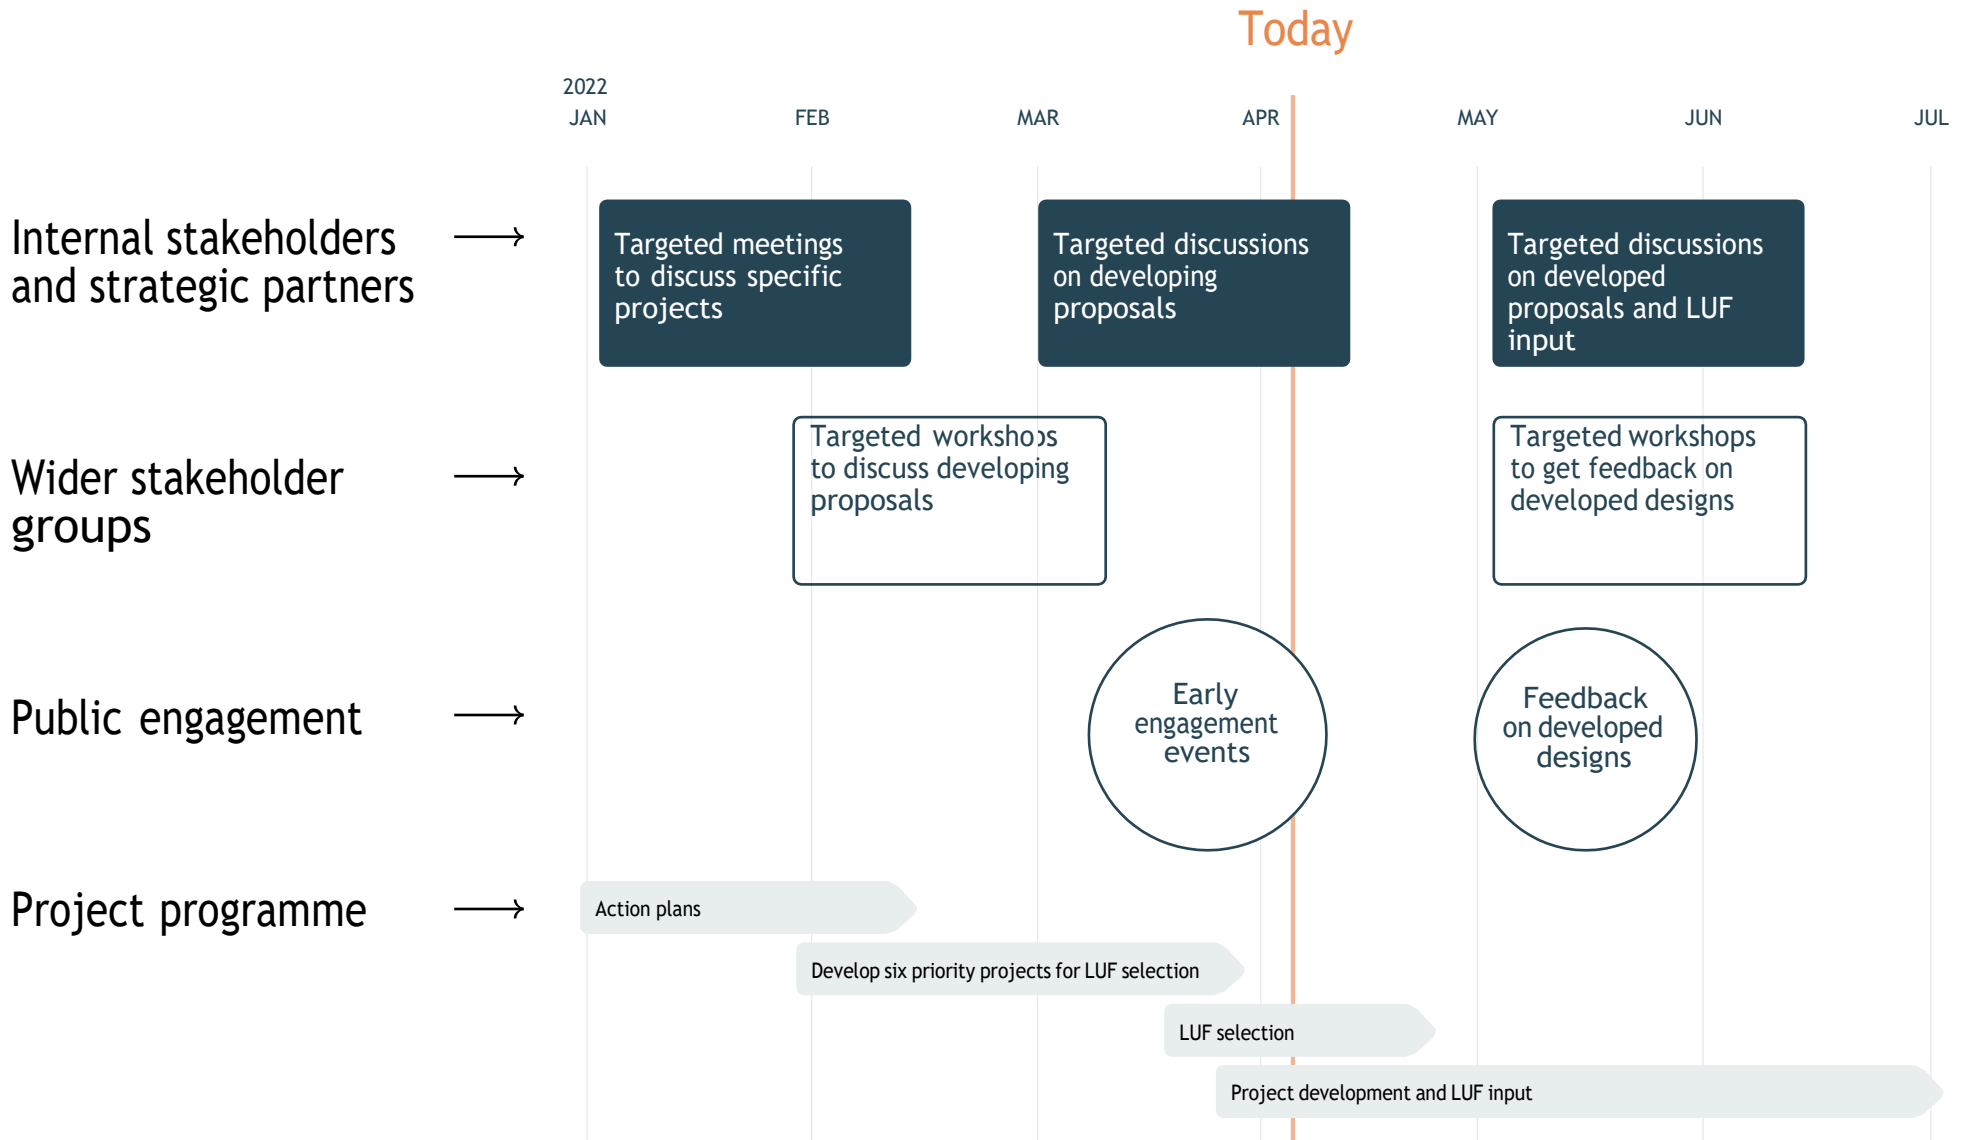 Today
2022
JAN FEB MAR APR MAY JUN JUL
Internal stakeholders
and strategic partners
Targeted meetings
to discuss specific
projects
Targeted discussions
on developing
proposals
Targeted discussions
on developed
proposals and LUF
input
Wider stakeholder
groups
Targeted workshops
to discuss developing
proposals
Targeted workshops
to get feedback on
developed designs
Public engagement
Early
engagement
events
Feedback
on developed
designs
Project programme
Action plans
Develop six priority projects for LUF selection
LUF selection
Project development and LUF input